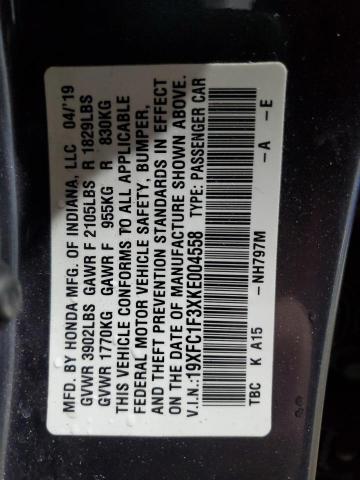 MFD. BY HONDA MFG. OF INDIANA, LLC 04/'19
GVWR 3902LBS GAWR F 2105LBS R 1829LBS
GVWR 1770KG GAWR F 955KG R 830KG
THIS VEHICLE CONFORMS TO ALL APPLICABLE
FEDERAL MOTOR VEHICLE SAFETY, BUMPER,
AND THEFT PREVENTION STANDARDS IN EFFECT
ON THE DATE OF MANUFACTURE SHOWN ABOVE.
V.I.N.:19XFC1F3XKE004558 TYPE: PASSENGER CAR
TBC K A15 -NH797M -A -E